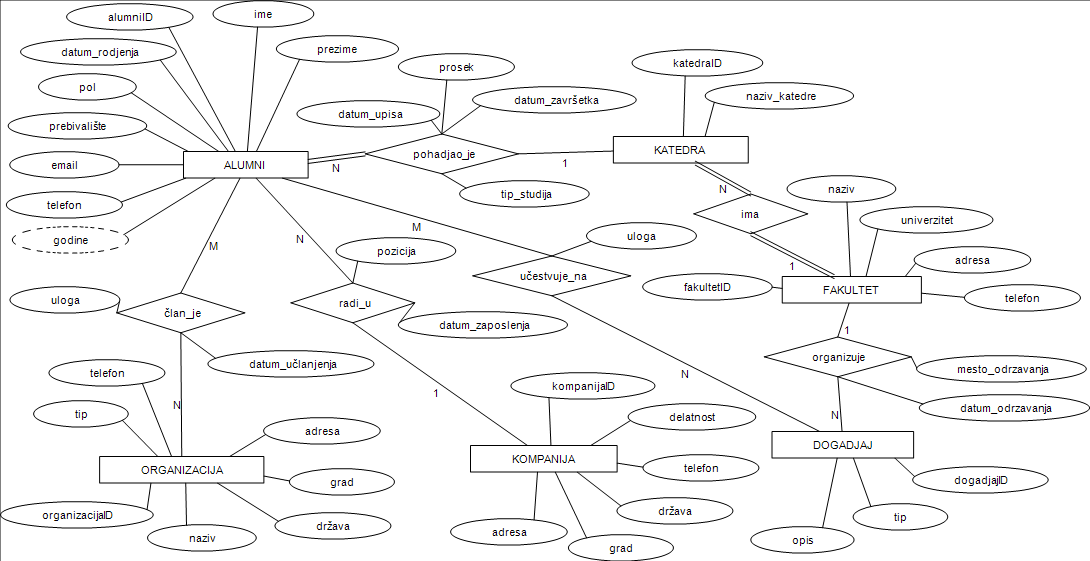 alumniID
ime
datum_rodjenja
prezime
pol
prosek
katedraID
datum_završetka
naziv_katedre
datum_upisa
prebivalište
pohadjao_je
KATEDRA
email
ALUMNI
N
1
tip_studija
telefon
N
naziv
ima
univerzitet
godine
M
N
M
uloga
adresa
pozicija
1
učestvuje_na
fakultetID
FAKULTET
telefon
uloga
član_je
radi_u
datum_zaposlenja
1
organizuje
datum_učlanjenja
mesto_odrzavanja
telefon
N
kompanijaID
1
datum_odrzavanja
tip
N
delatnost
N
adresa
DOGADJAJ
ORGANIZACIJA
KOMPANIJA
telefon
grad
dogadjajID
organizacijaID
država
država
tip
naziv
adresa
grad
opis